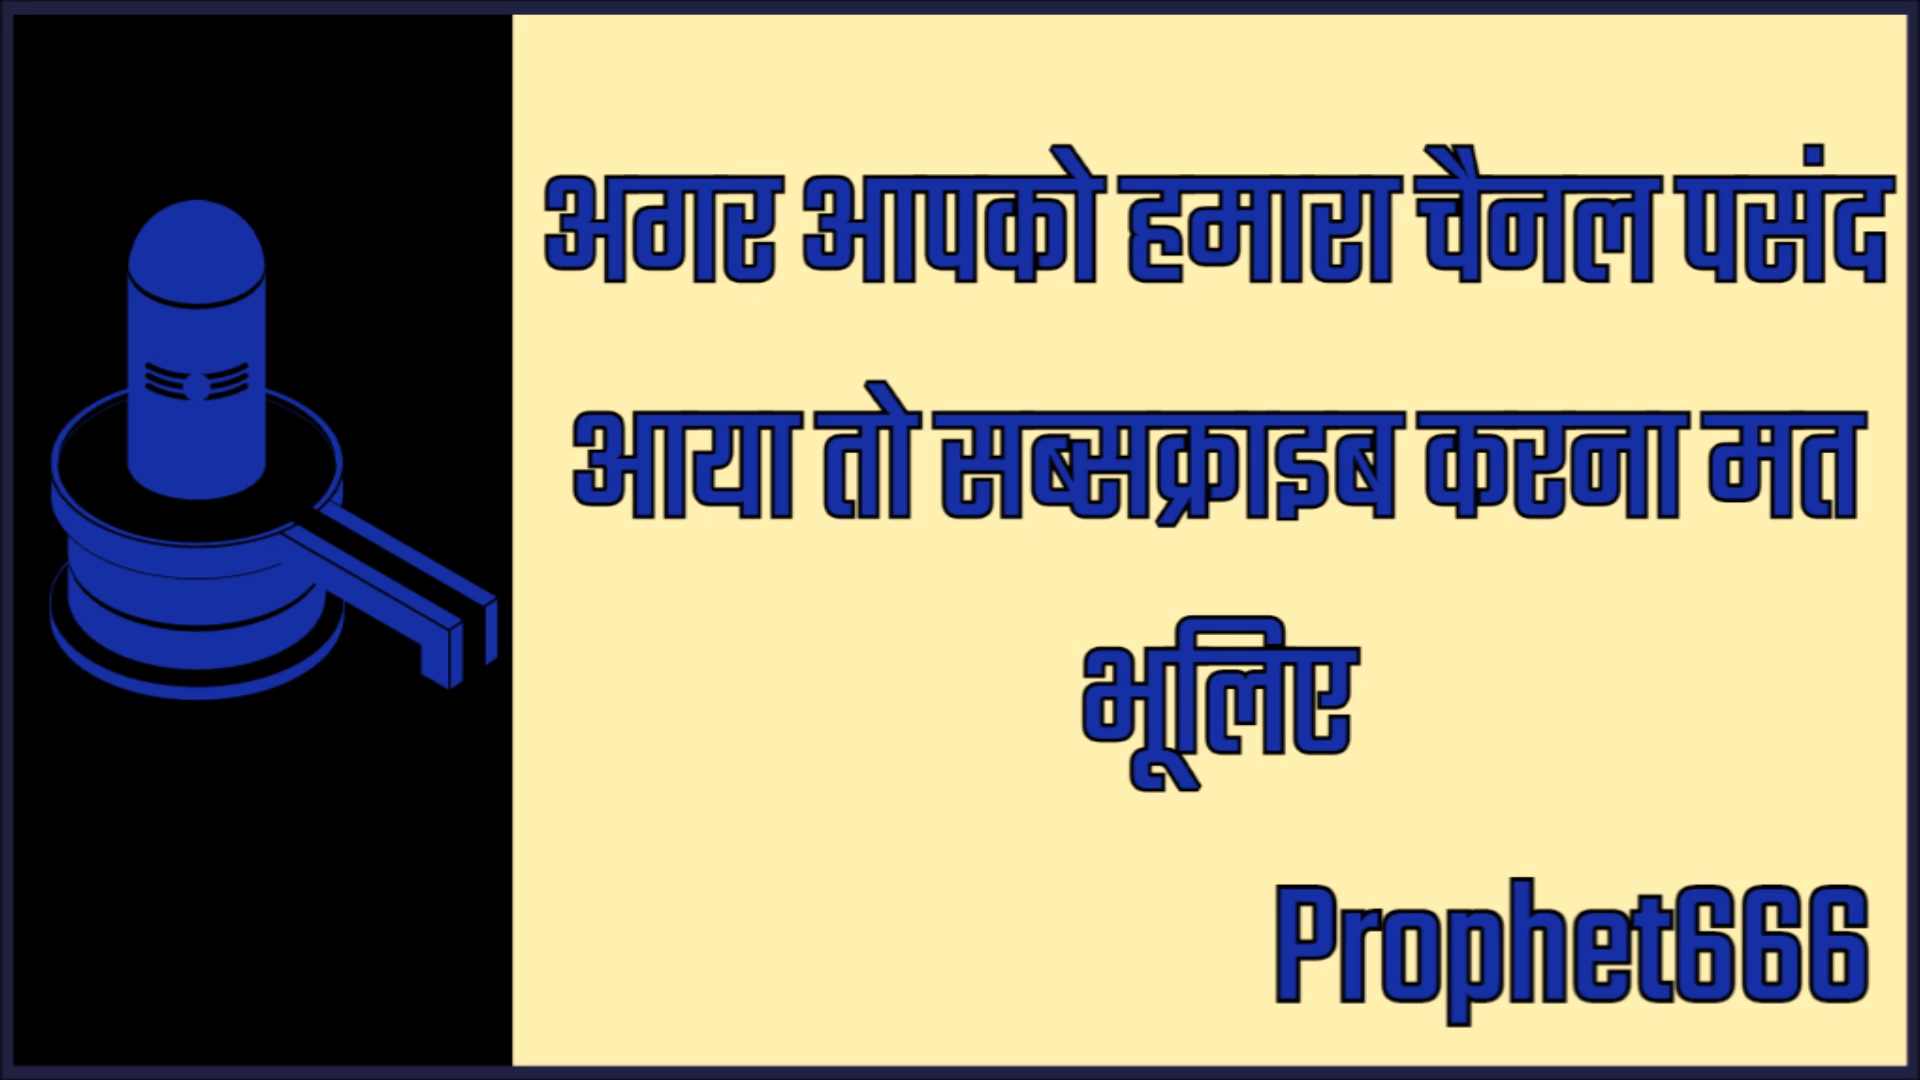 अगर आपको हमारा चैनल पसंद
आया तो सब्सक्राइब करना मत
भूलिए
Prophet666